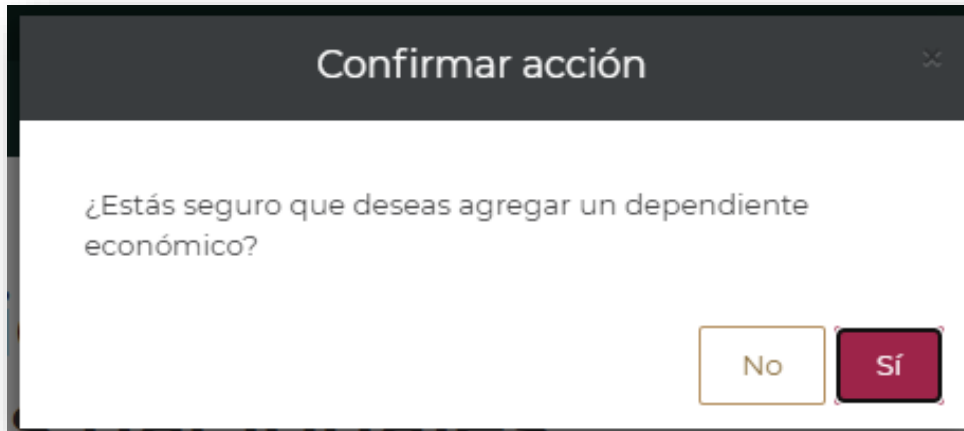 Confirmar acción
¿Estás seguro que deseas agregar un dependiente
económico?
No
Sí